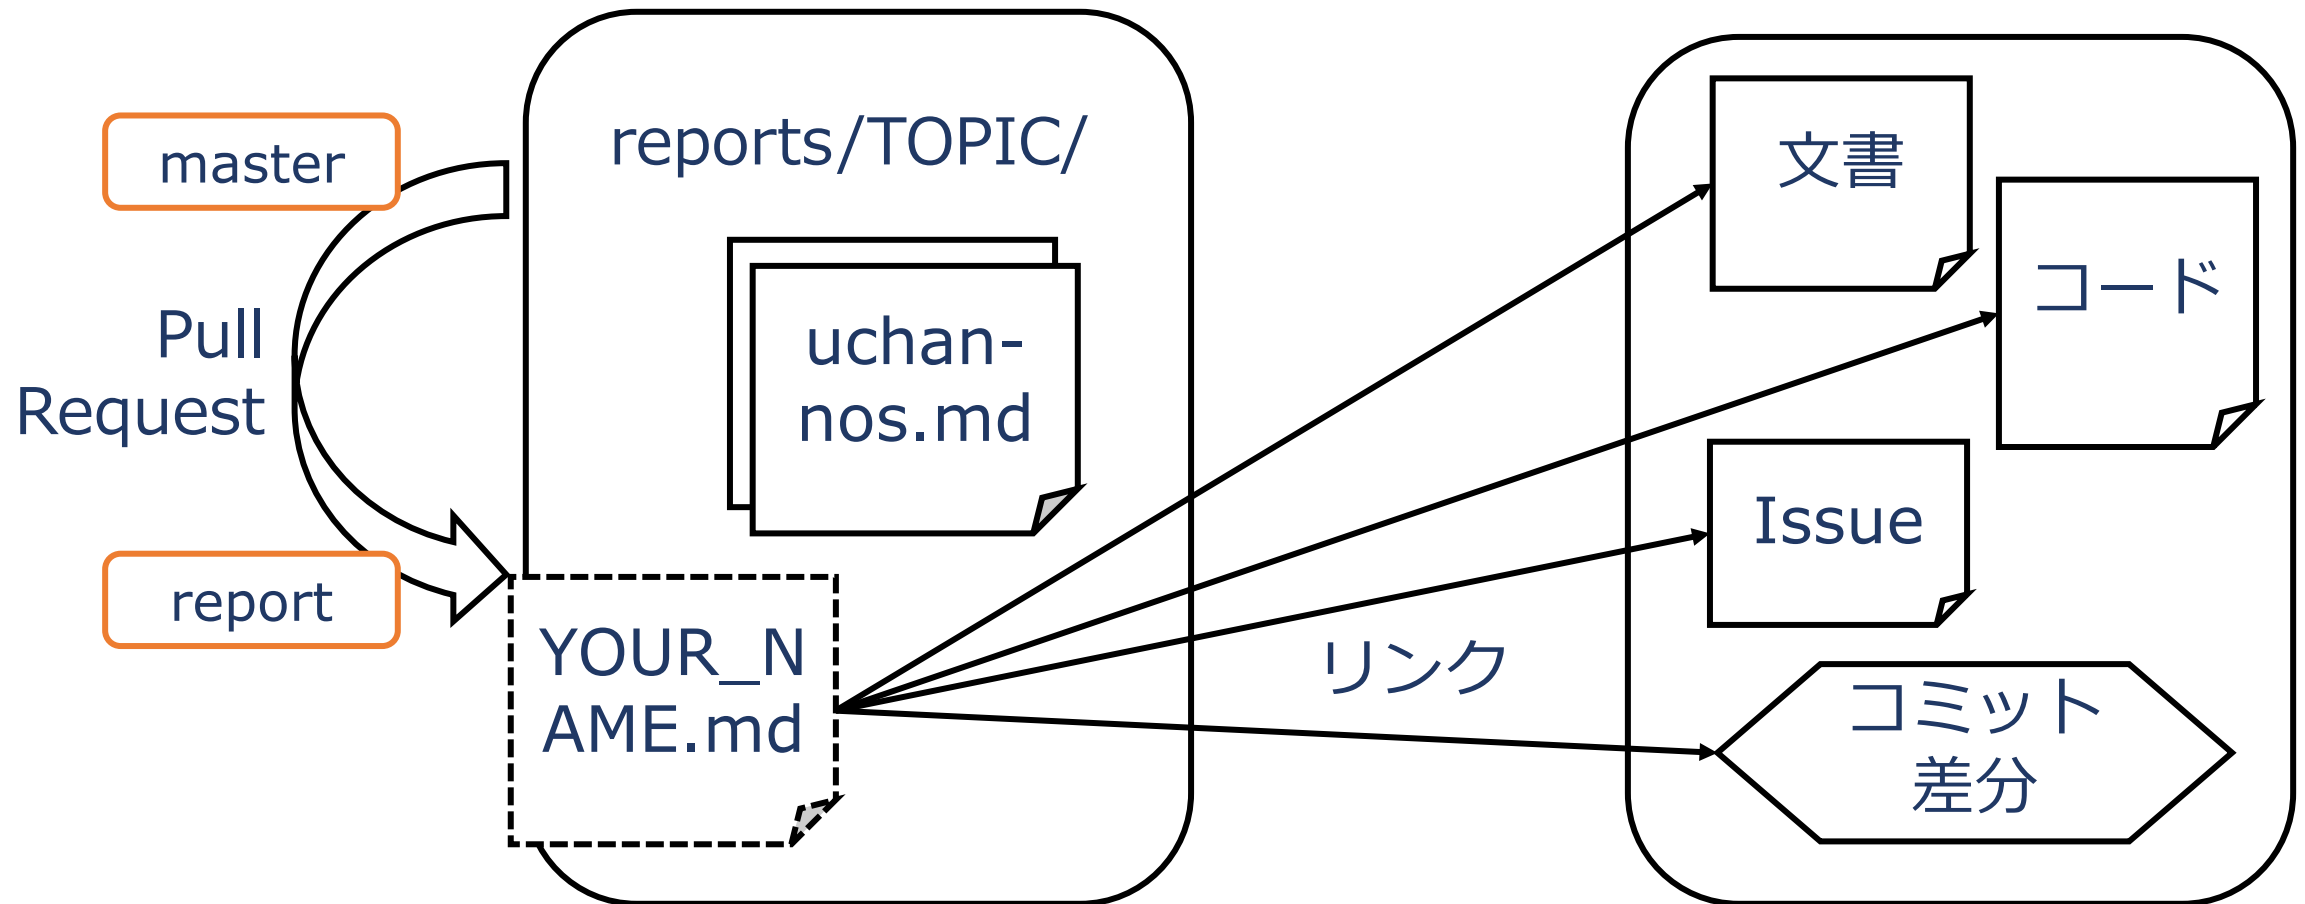 master
Pull
Request
report
reports/TOPIC/
uchan-
nos.md
YOUR_N
AME.md
リンク
文書
コード
Issue
コミット
差分